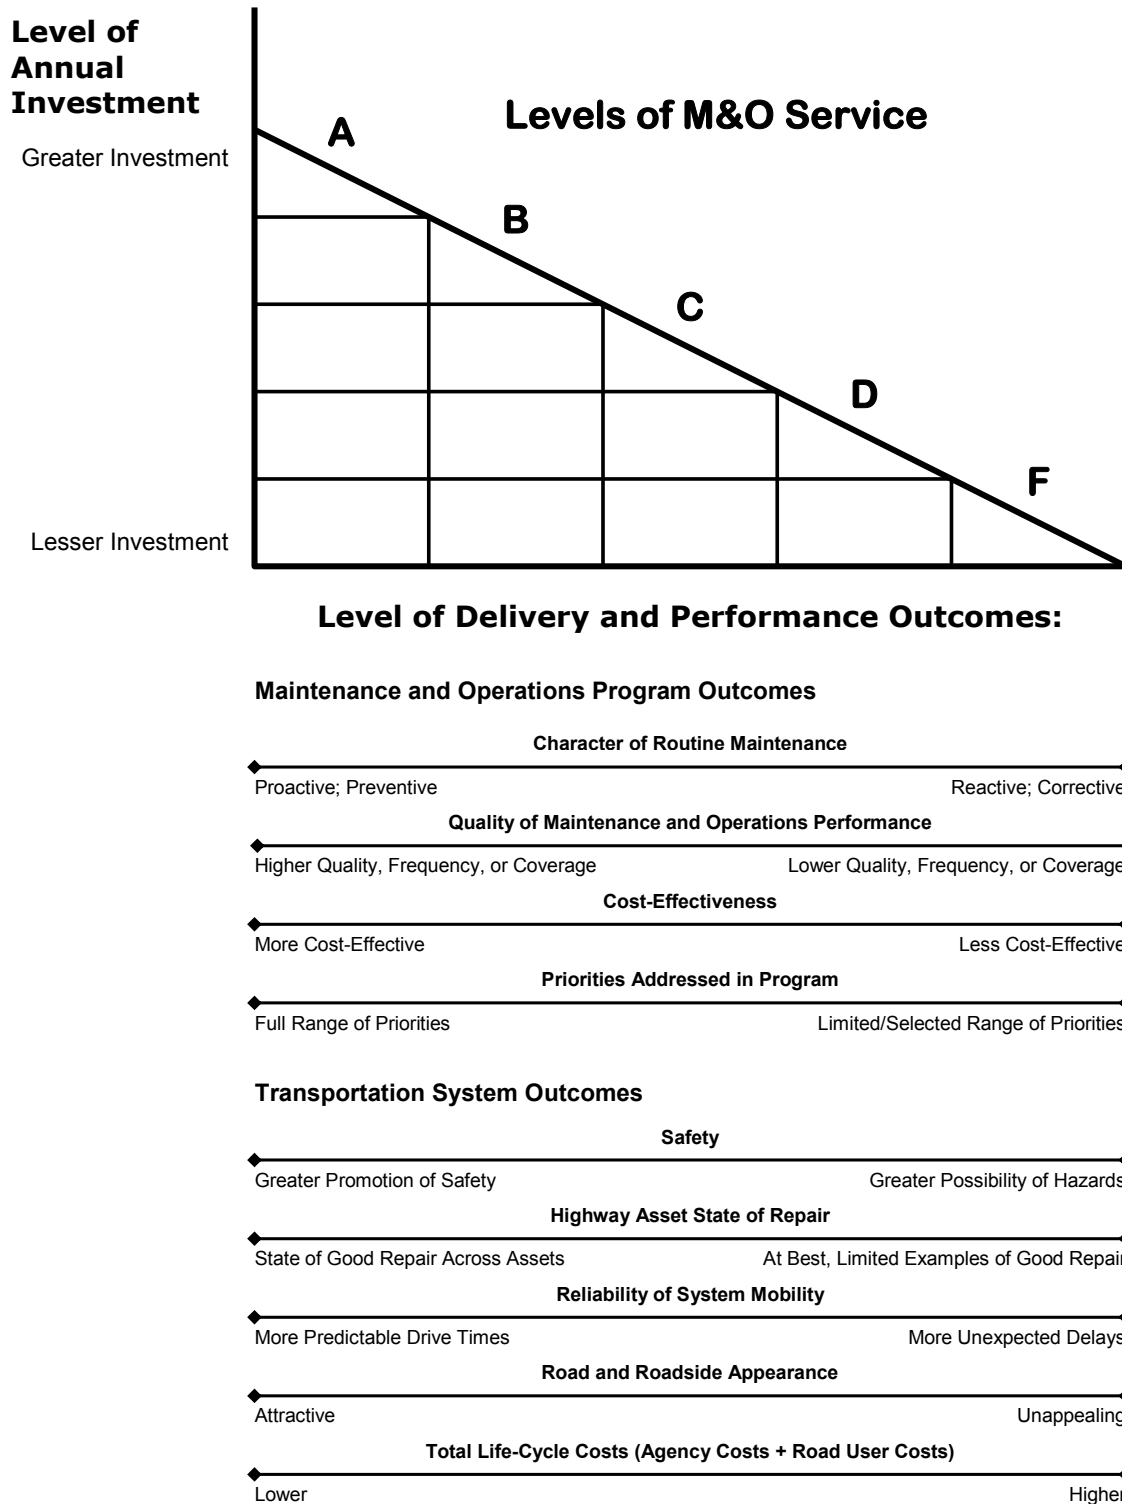 Level of
Annual
Investment
Levels of M&O Service
A
Greater Investment
B
C
D
F
Lesser Investment
Level of Delivery and Performance Outcomes:
Maintenance and Operations Program Outcomes
Character of Routine Maintenance
Proactive; Preventive Reactive; Corrective
Quality of Maintenance and Operations Performance
Higher Quality, Frequency, or Coverage Lower Quality, Frequency, or Coverage
Cost-Effectiveness
More Cost-Effective Less Cost-Effective
Priorities Addressed in Program
Full Range of Priorities Limited/Selected Range of Priorities
Transportation System Outcomes
Safety
Greater Promotion of Safety Greater Possibility of Hazards
Highway Asset State of Repair
State of Good Repair Across Assets At Best, Limited Examples of Good Repair
Reliability of System Mobility
More Predictable Drive Times More Unexpected Delays
Road and Roadside Appearance
Attractive Unappealing
Total Life-Cycle Costs (Agency Costs + Road User Costs)
Lower Higher